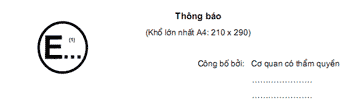 Thông báo
(Khổ lớn nhất A4: 210 x 290)
E...
(1)
Công bố bởi: Cơ quan có thẩm quyền
.....................
.....................